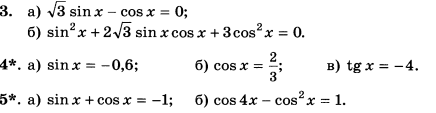 3. а) √3 sin x – cos x = 0;
б) sin² x + 2√3 sin x cos x + 3 cos² x = 0.
4*. а) sin x = –0,6; б) cos x = 2/3; в) tg x = –4.
5*. а) sin x + cos x = –1; б) cos 4x – cos² x = 1.